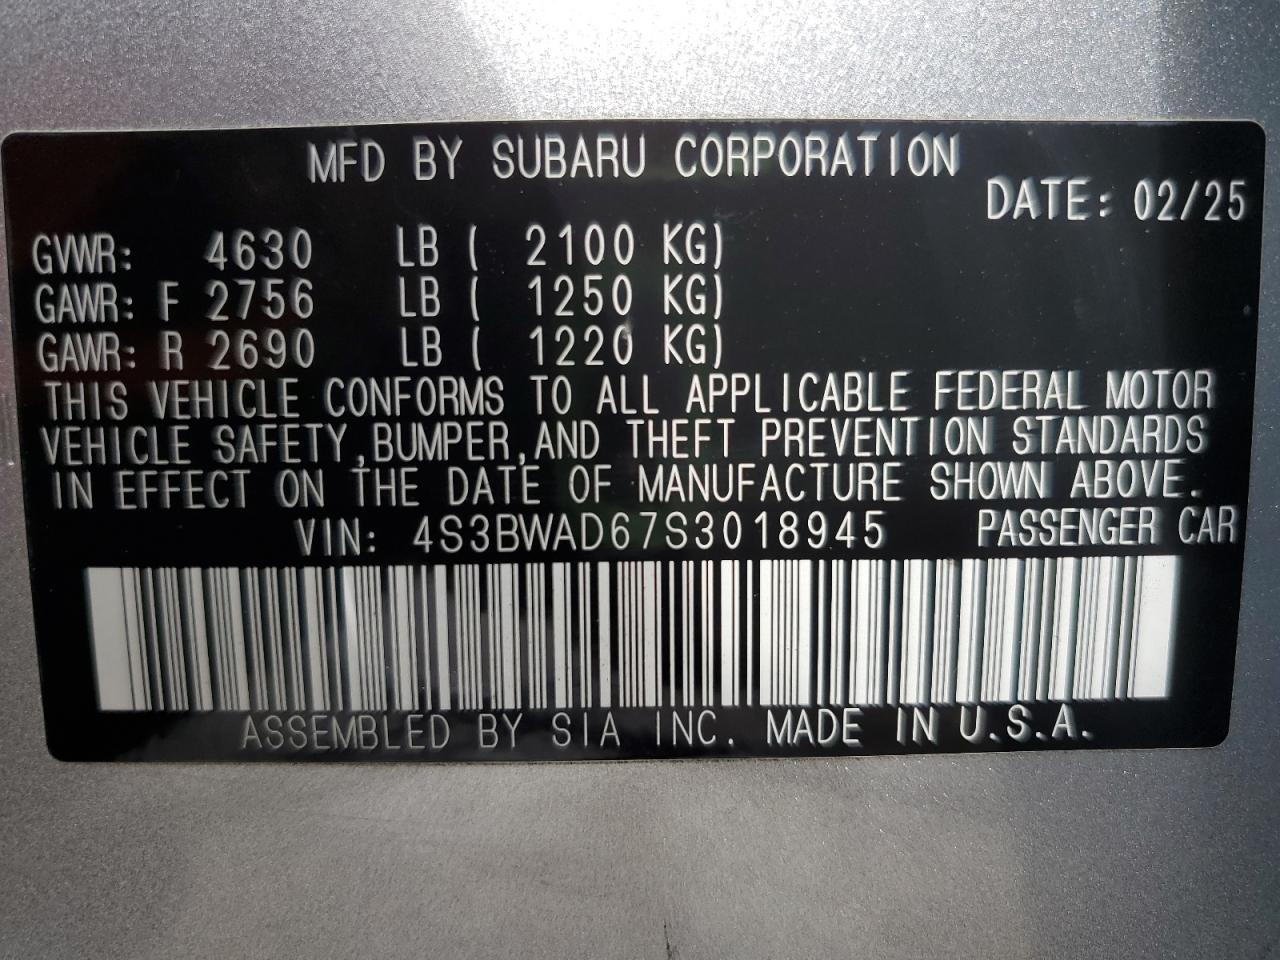 MFD BY SUBARU CORPORATION
DATE: 02/25
GVWR: 4630 LB ( 2100 KG)
GAWR: F 2756 LB ( 1250 KG)
GAWR: R 2690 LB ( 1220 KG)
THIS VEHICLE CONFORMS TO ALL APPLICABLE FEDERAL MOTOR
VEHICLE SAFETY,BUMPER,AND THEFT PREVENTION STANDARDS
IN EFFECT ON THE DATE OF MANUFACTURE SHOWN ABOVE.
VIN: 4S3BWAD67S3018945 PASSENGER CAR
ASSEMBLED BY SIA INC. MADE IN U.S.A.